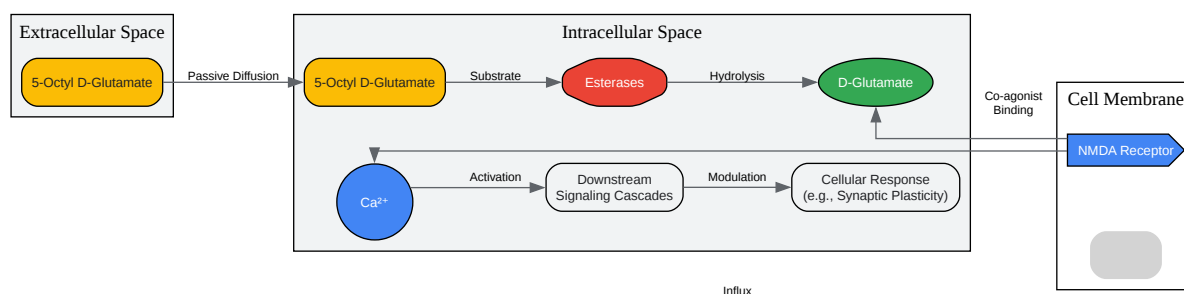 Extracellular Space
Intracellular Space
5-Octyl D-Glutamate
Passive Diffusion
5-Octyl D-Glutamate
Substrate
Esterases
Hydrolysis
D-Glutamate
Co-agonist
Binding
Cell Membrane
NMDA Receptor
Ca²⁺
Activation
Downstream
Signaling Cascades
Modulation
Cellular Response
(e.g., Synaptic Plasticity)
Influx